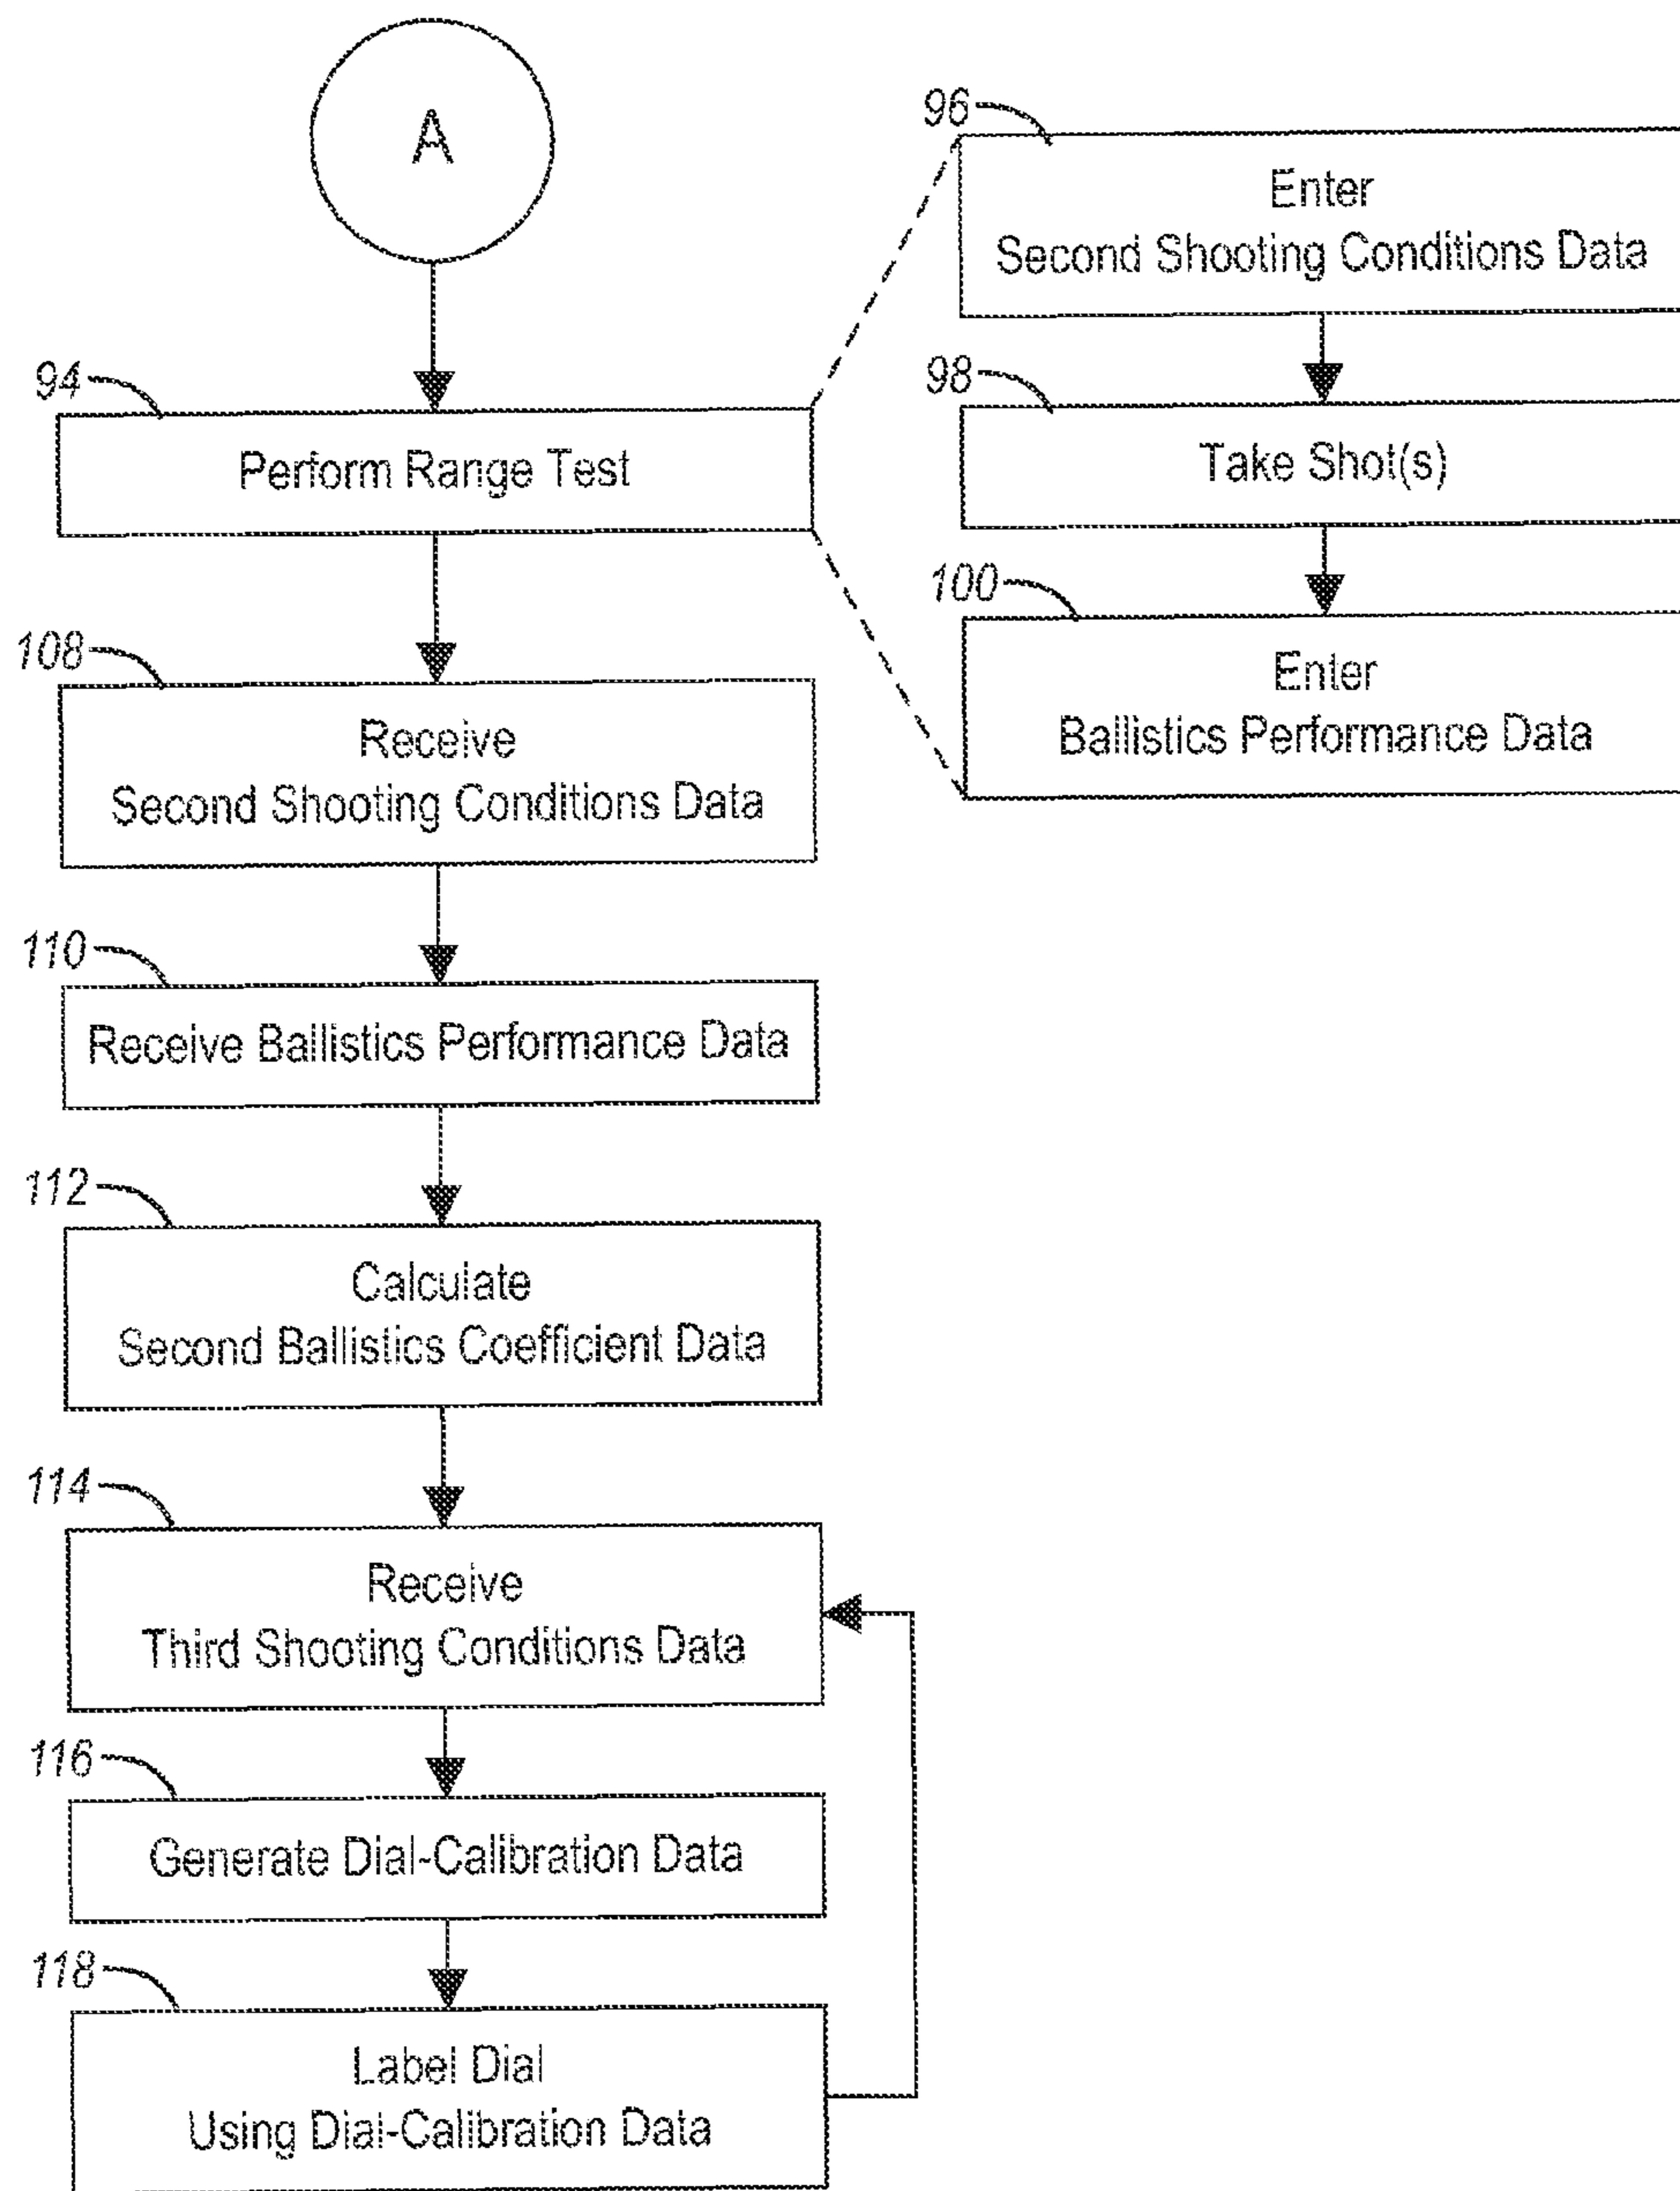 A
94
Perform Range Test
96
Enter
Second Shooting Conditions Data
98
Take Shot(s)
100
Enter
Ballistics Performance Data
108
Receive
Second Shooting Conditions Data
110
Receive Ballistics Performance Data
112
Calculate
Second Ballistics Coefficient Data
114
Receive
Third Shooting Conditions Data
116
Generate Dial-Calibration Data
118
Label Dial
Using Dial-Calibration Data